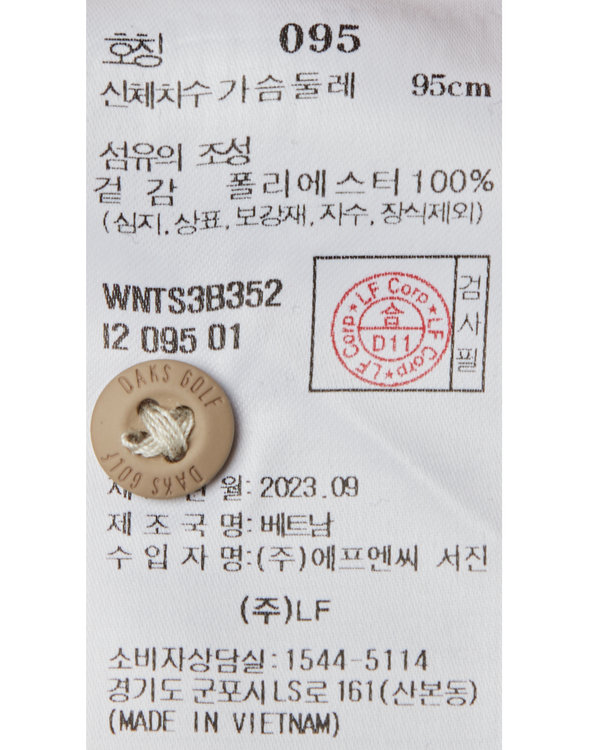 호칭 095
신체치수 가슴둘레 95cm
섬유의 조성
겉 감 폴리에스터 100%
(심지,상표,보강재,자수,장식제외)
WNTS3B352
I2 095 01
LF Corp★LF Corp★LF Corp★
합
D11
검사필
DAKS GOLF
DAKS GOLF
월: 2023.09
제 조 국 명: 베트남
수 입 자 명:(주)에프엔씨 서진
(주)LF
소비자상담실:1544-5114
경기도 군포시 LS로 161(산본동)
(MADE IN VIETNAM)